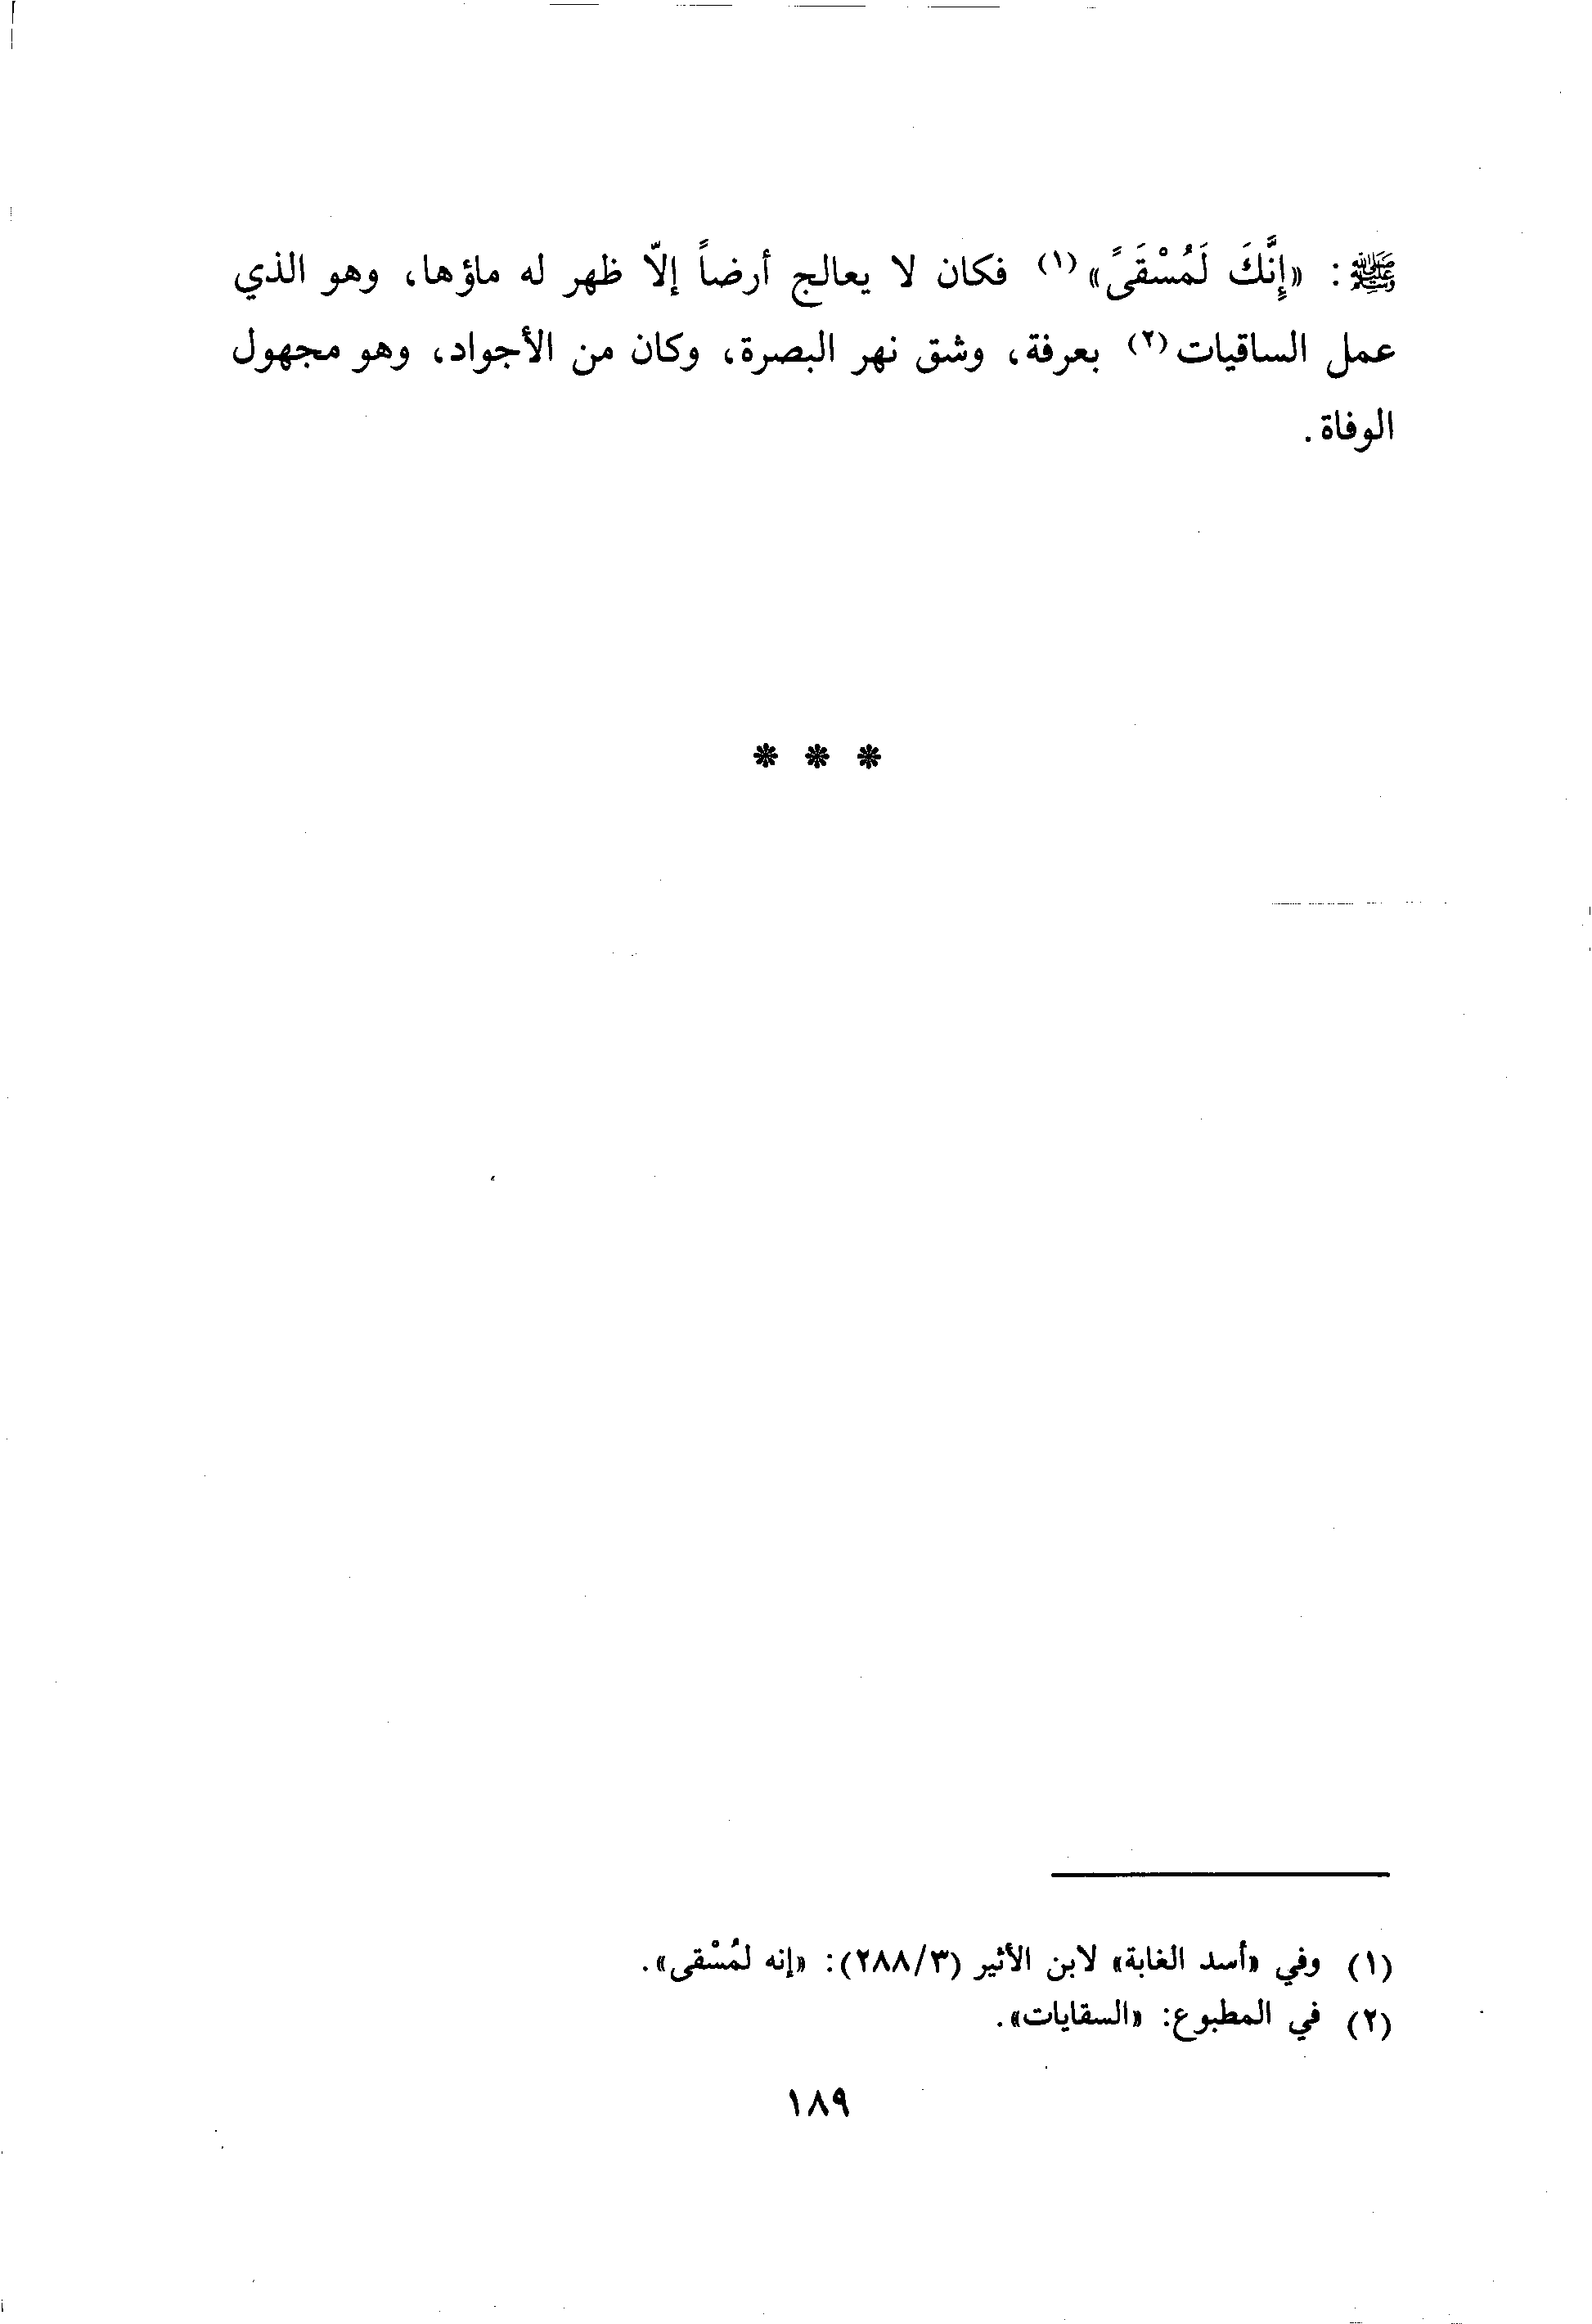 ﷺ: «إِنَّكَ لَمُسْقَىً»(١) فكان لا يعالج أرضاً إلّا ظهر له ماؤها، وهو الذي
عمل الساقيات(٢) بعرفة، وشق نهر البصرة، وكان من الأجواد، وهو مجهول
الوفاة.
* * *
(١) وفي «أسد الغابة» لابن الأثير (٢٨٨/٣): «إنه لمُسْقى».
(٢) في المطبوع: «السقايات».
١٨٩